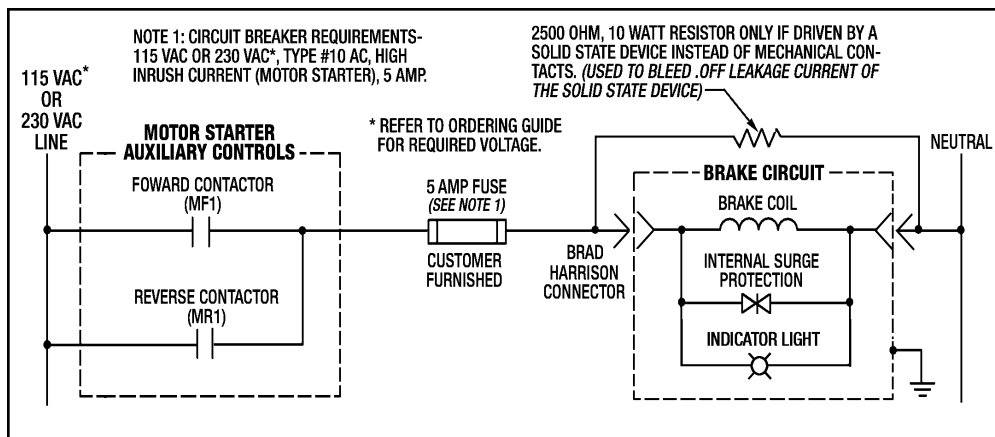 NOTE 1: CIRCUIT BREAKER REQUIREMENTS-
115 VAC OR 230 VAC*, TYPE #10 AC, HIGH
INRUSH CURRENT (MOTOR STARTER), 5 AMP.
2500 OHM, 10 WATT RESISTOR ONLY IF DRIVEN BY A
SOLID STATE DEVICE INSTEAD OF MECHANICAL CON-
TACTS. (USED TO BLEED .OFF LEAKAGE CURRENT OF
THE SOLID STATE DEVICE)
115 VAC*
OR
230 VAC
LINE
MOTOR STARTER
AUXILIARY CONTROLS
* REFER TO ORDERING GUIDE
FOR REQUIRED VOLTAGE.
NEUTRAL
FOWARD CONTACTOR
(MF1)
5 AMP FUSE
(SEE NOTE 1)
CUSTOMER
FURNISHED
BRAKE CIRCUIT
BRAKE COIL
BRAD
HARRISON
CONNECTOR
INTERNAL SURGE
PROTECTION
REVERSE CONTACTOR
(MR1)
INDICATOR LIGHT